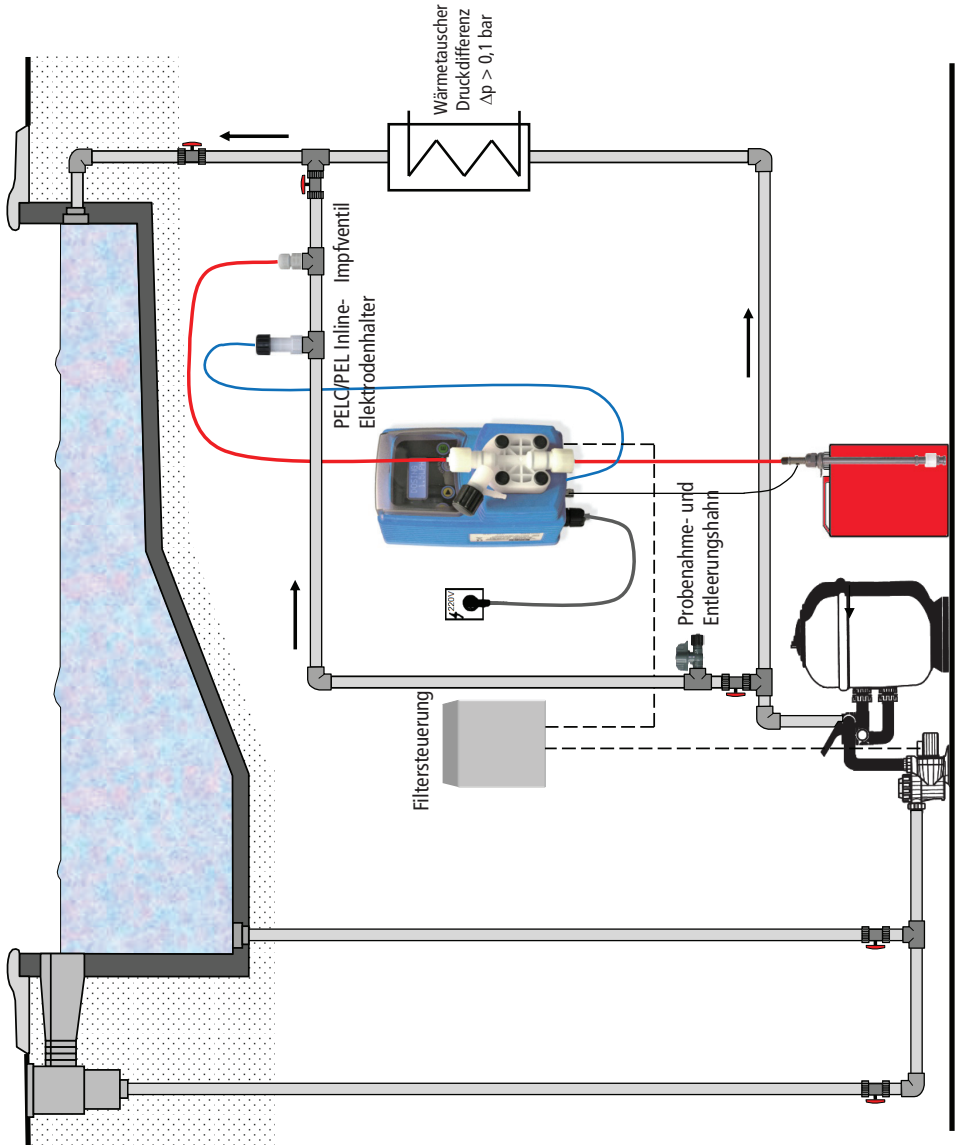 Wärmetauscher
Druckdifferenz
Δp > 0,1 bar
Impfventil
PELC/PEL Inline-
Elektrodenhalter
220V
Probenahme- und
Entleerungshahn
Filtersteuerung